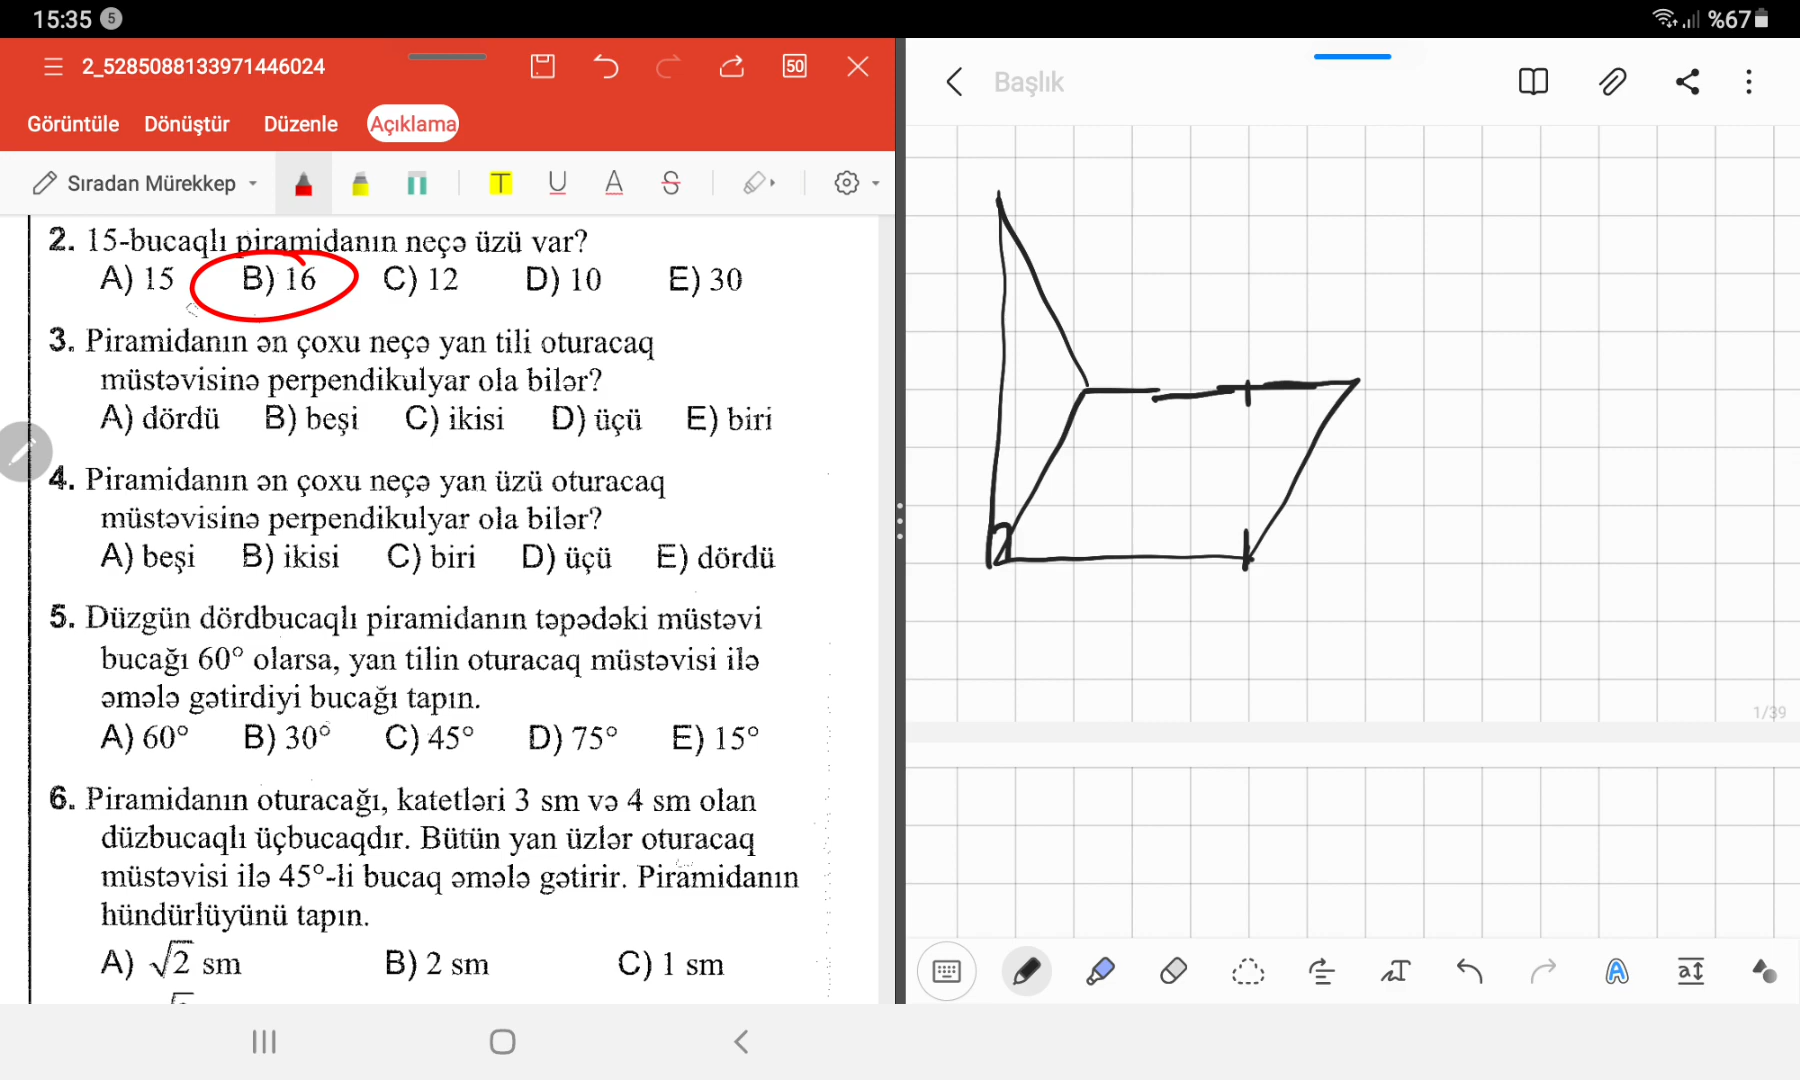 15:35 5 %67
2_5285088133971446024 50
Görüntüle Dönüştür Düzenle Açıklama
Sıradan Mürekkep T U A S
2. 15-bucaqlı piramidanın neçə üzü var?
A) 15 B) 16 C) 12 D) 10 E) 30
3. Piramidanın ən çoxu neçə yan tili oturacaq
müstəvisinə perpendikulyar ola bilər?
A) dördü B) beşi C) ikisi D) üçü E) biri
4. Piramidanın ən çoxu neçə yan üzü oturacaq
müstəvisinə perpendikulyar ola bilər?
A) beşi B) ikisi C) biri D) üçü E) dördü
5. Düzgün dördbucaqlı piramidanın təpədəki müstəvi
bucağı 60° olarsa, yan tilin oturacaq müstəvisi ilə
əmələ gətirdiyi bucağı tapın.
A) 60° B) 30° C) 45° D) 75° E) 15°
6. Piramidanın oturacağı, katetləri 3 sm və 4 sm olan
düzbucaqlı üçbucaqdır. Bütün yan üzlər oturacaq
müstəvisi ilə 45°-li bucaq əmələ gətirir. Piramidanın
hündürlüyünü tapın.
A) √2 sm B) 2 sm C) 1 sm
Başlık
1/39